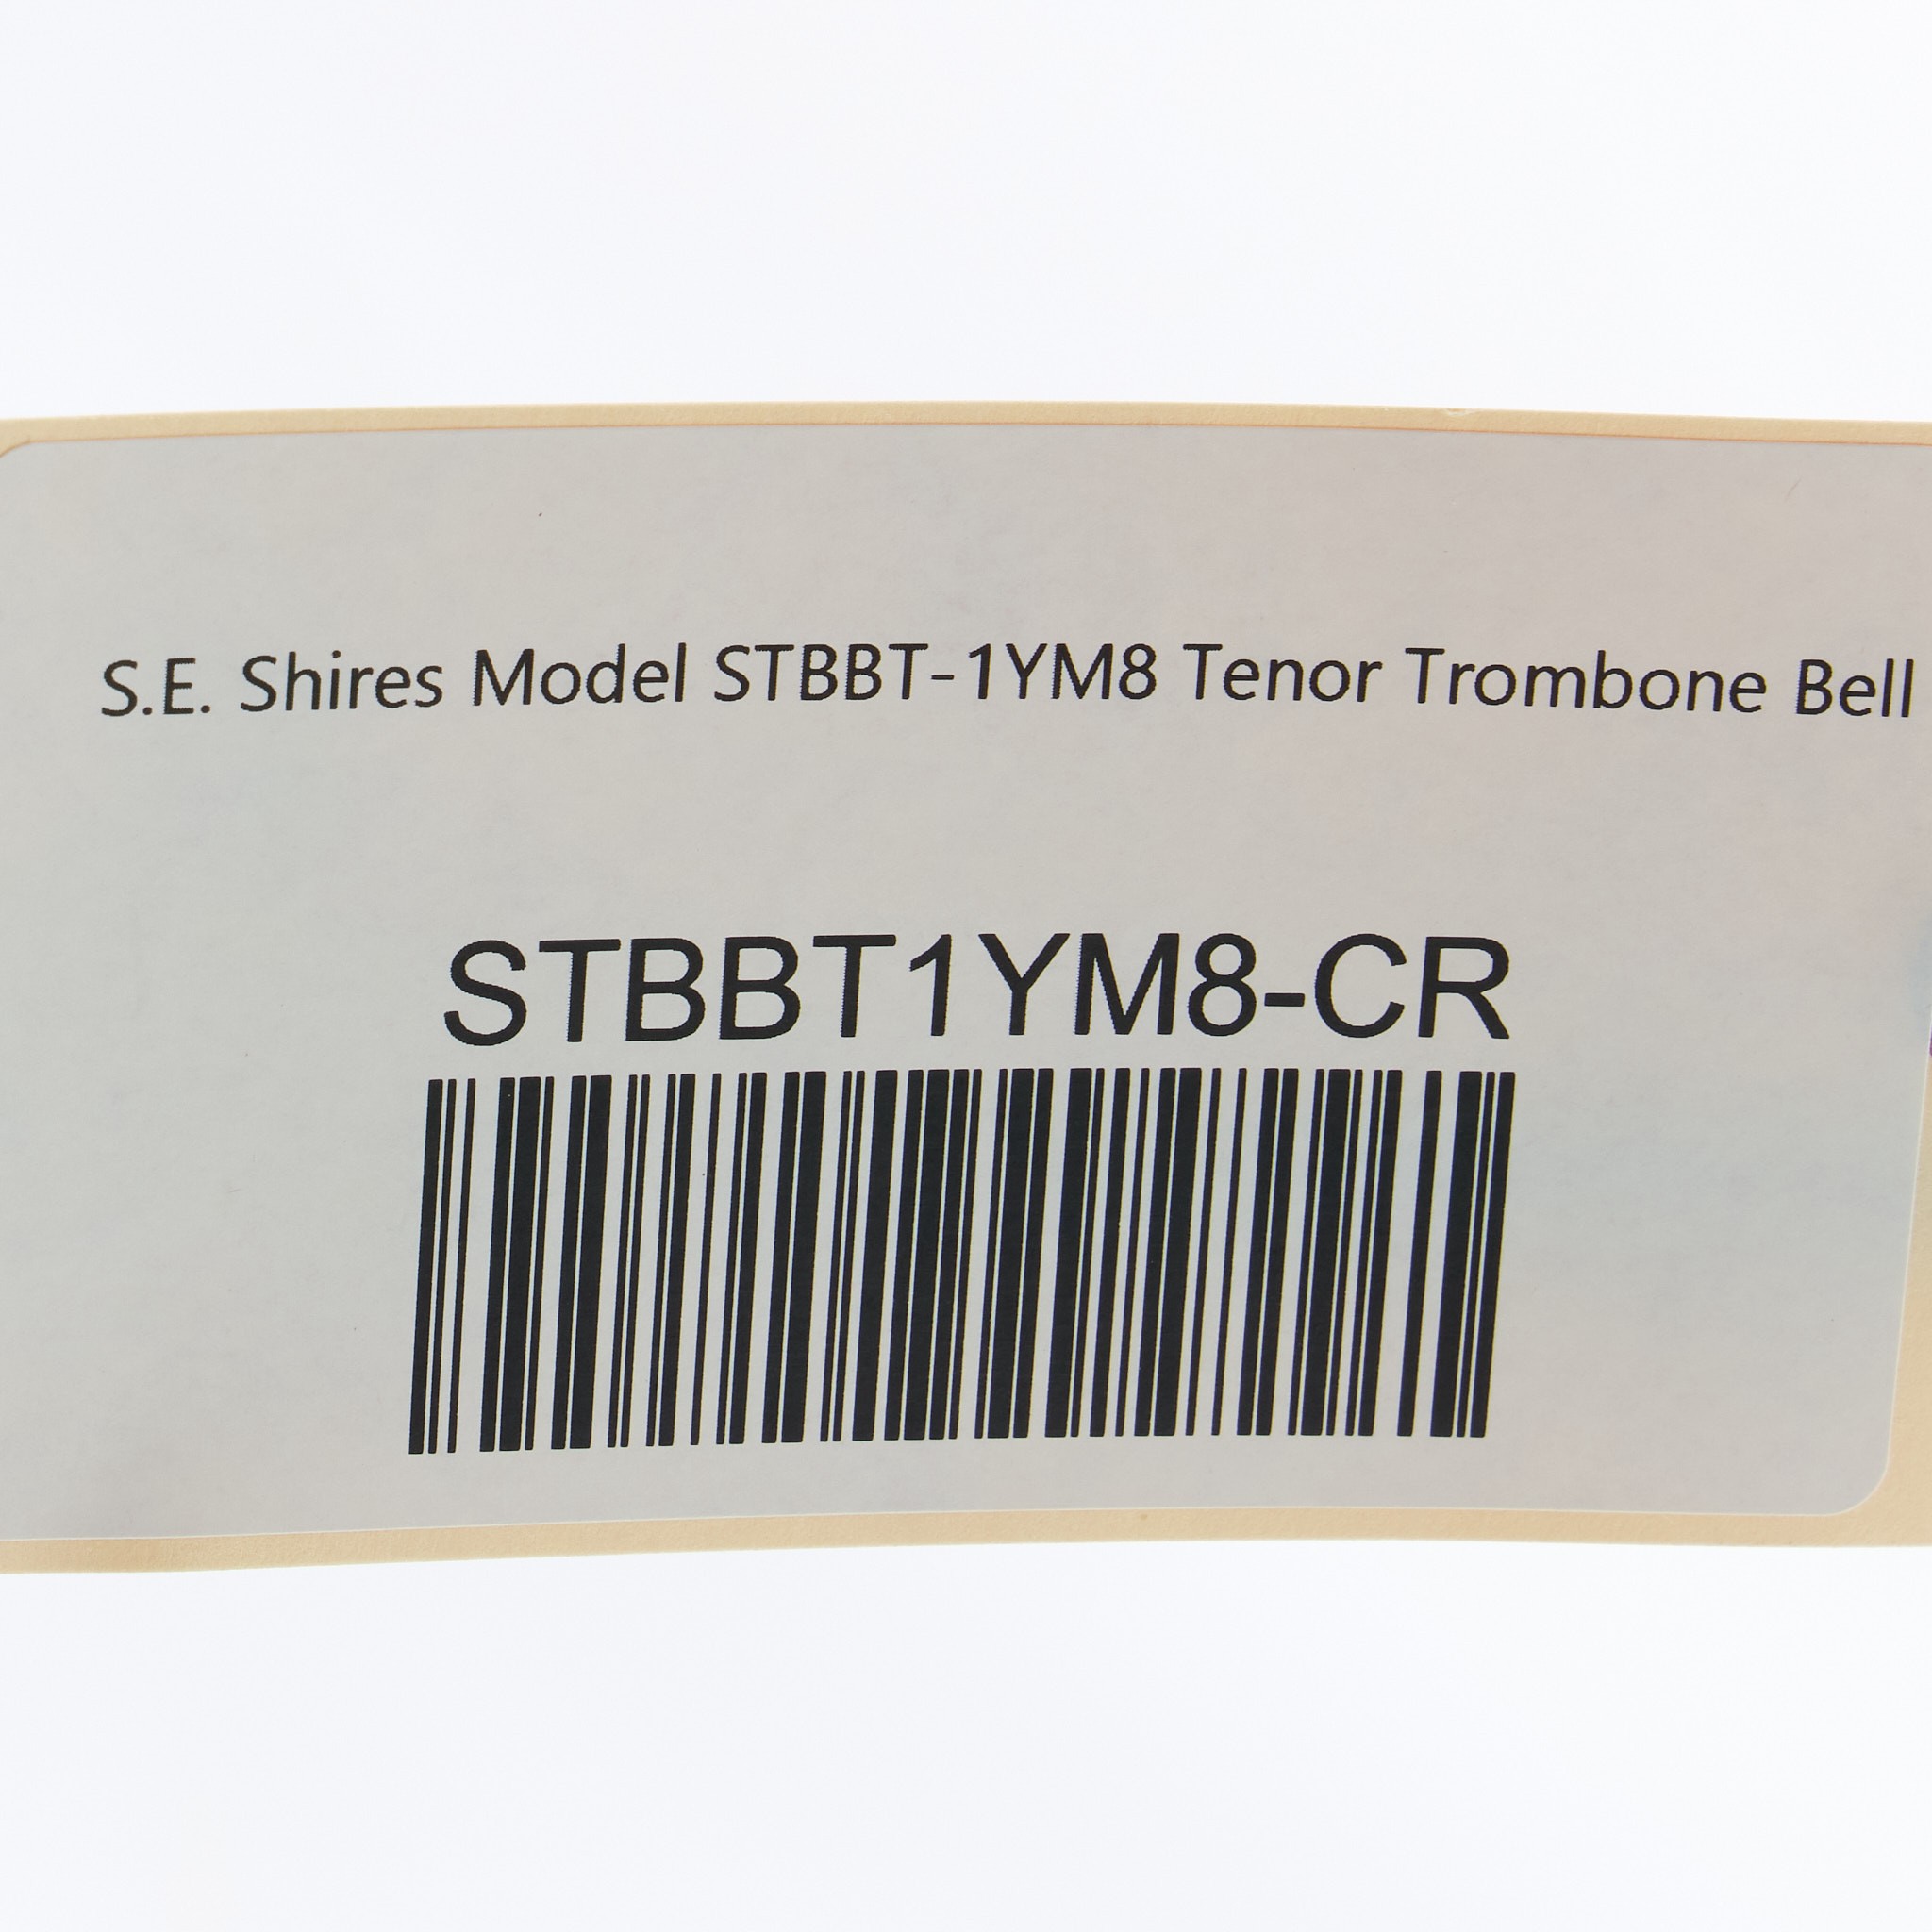 S.E. Shires Model STBBT-1YM8 Tenor Trombone Bell
STBBT1YM8-CR